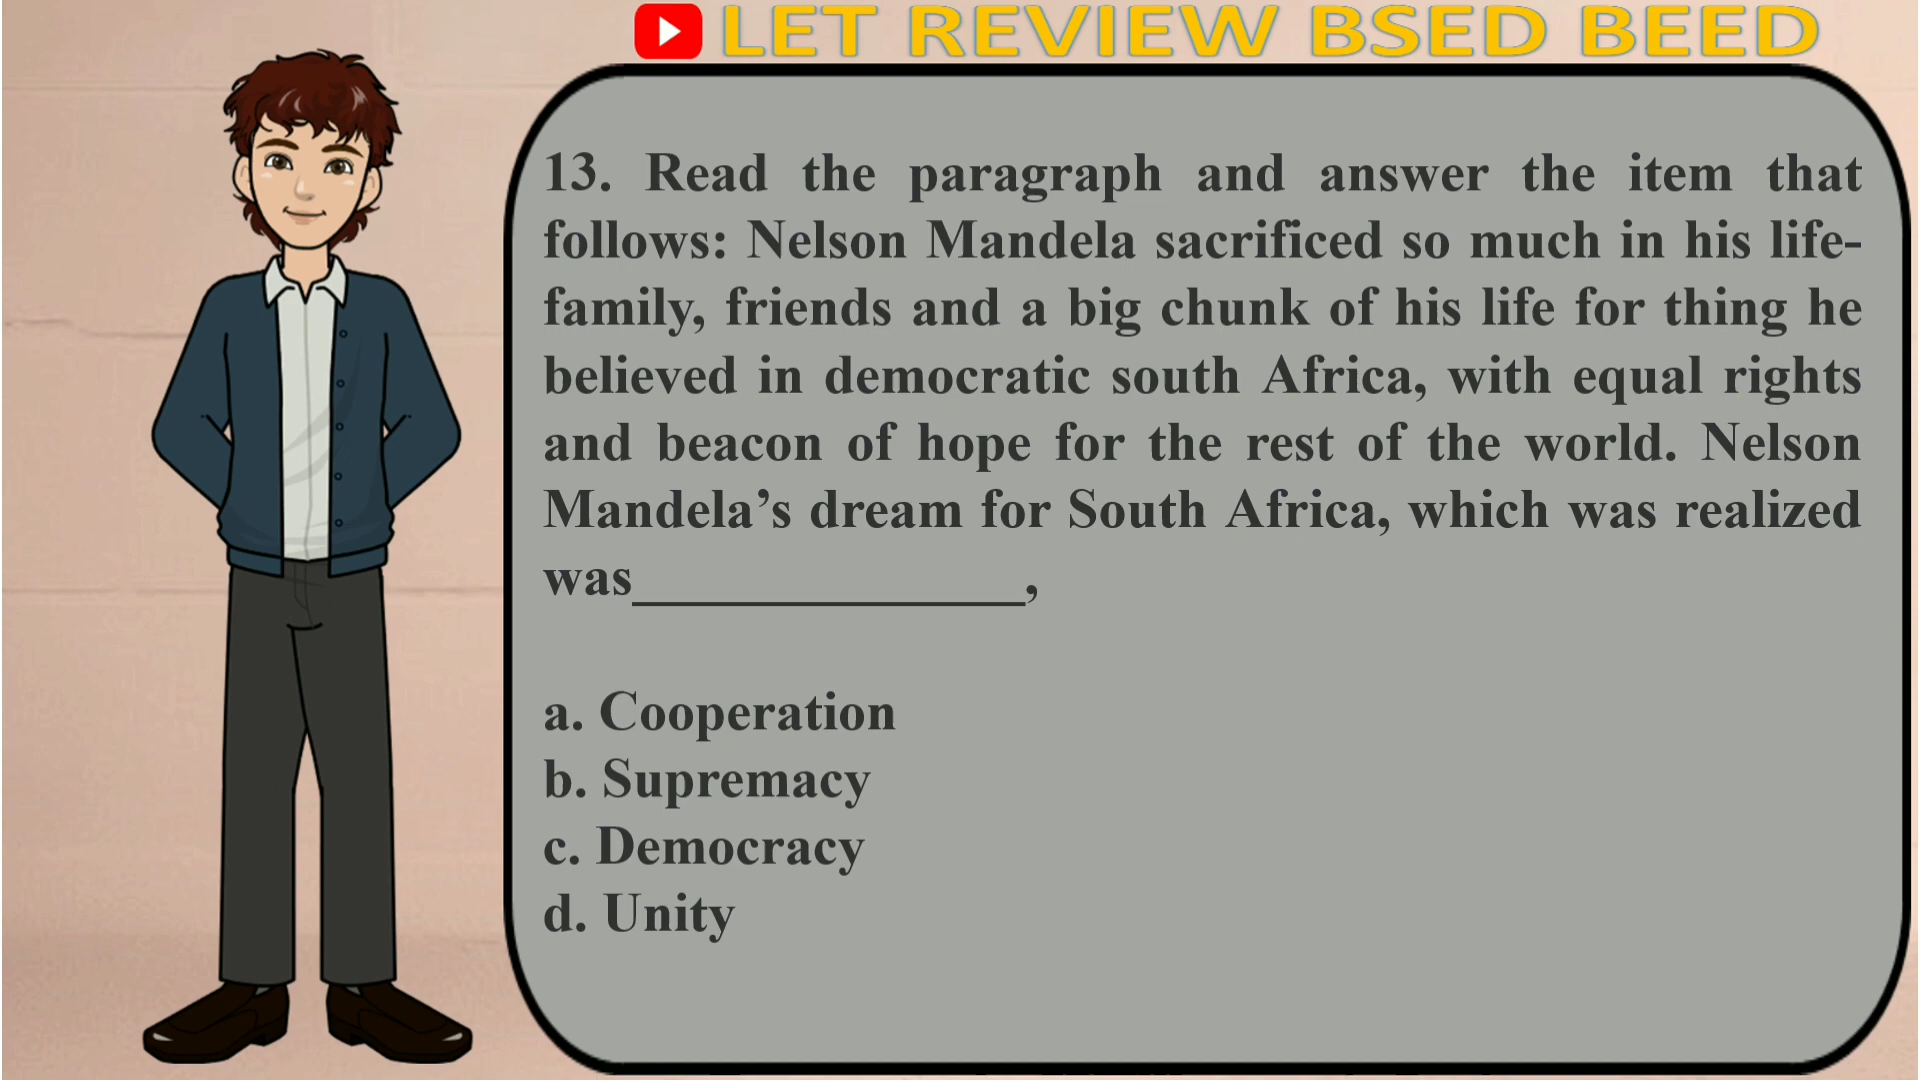 LET REVIEW BSED BEED
13. Read the paragraph and answer the item that
follows: Nelson Mandela sacrificed so much in his life-
family, friends and a big chunk of his life for thing he
believed in democratic south Africa, with equal rights
and beacon of hope for the rest of the world. Nelson
Mandela’s dream for South Africa, which was realized
was_______________,
a. Cooperation
b. Supremacy
c. Democracy
d. Unity